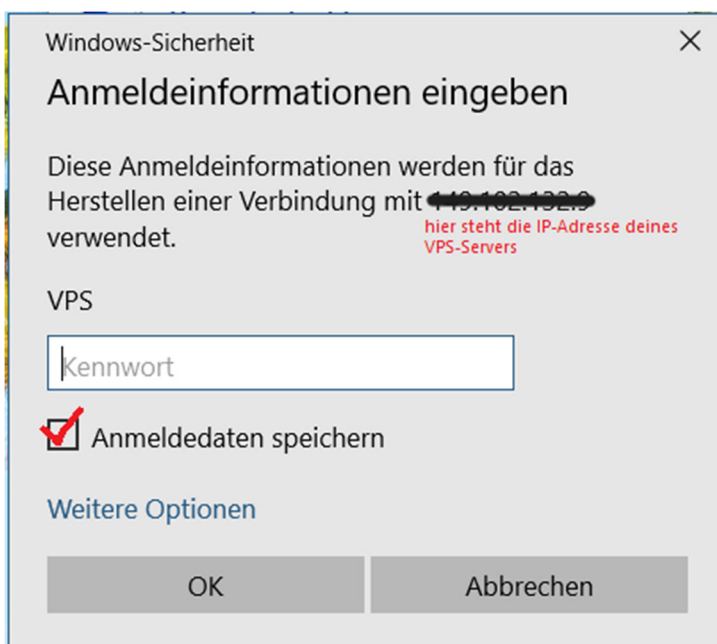 Windows-Sicherheit
Anmeldeinformationen eingeben
Diese Anmeldeinformationen werden für das
Herstellen einer Verbindung mit
hier steht die IP-Adresse deines
VPS-Servers
verwendet.
VPS
Kennwort
Anmeldedaten speichern
Weitere Optionen
OK
Abbrechen